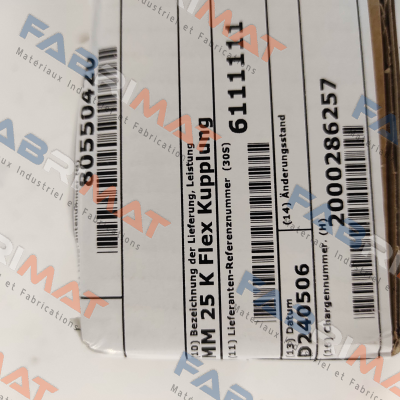 80550420
(10) Bezeichnung der Lieferung, Leistung
MM 25 K Flex Kupplung
(11) Lieferanten-Referenznummer (30S)
6111111
(13) Datum
D240506
(14) Änderungsstand
(16) Chargennummer, (H)
2000286257
FABRIMAT
Materiaux Industriel et Fabrications